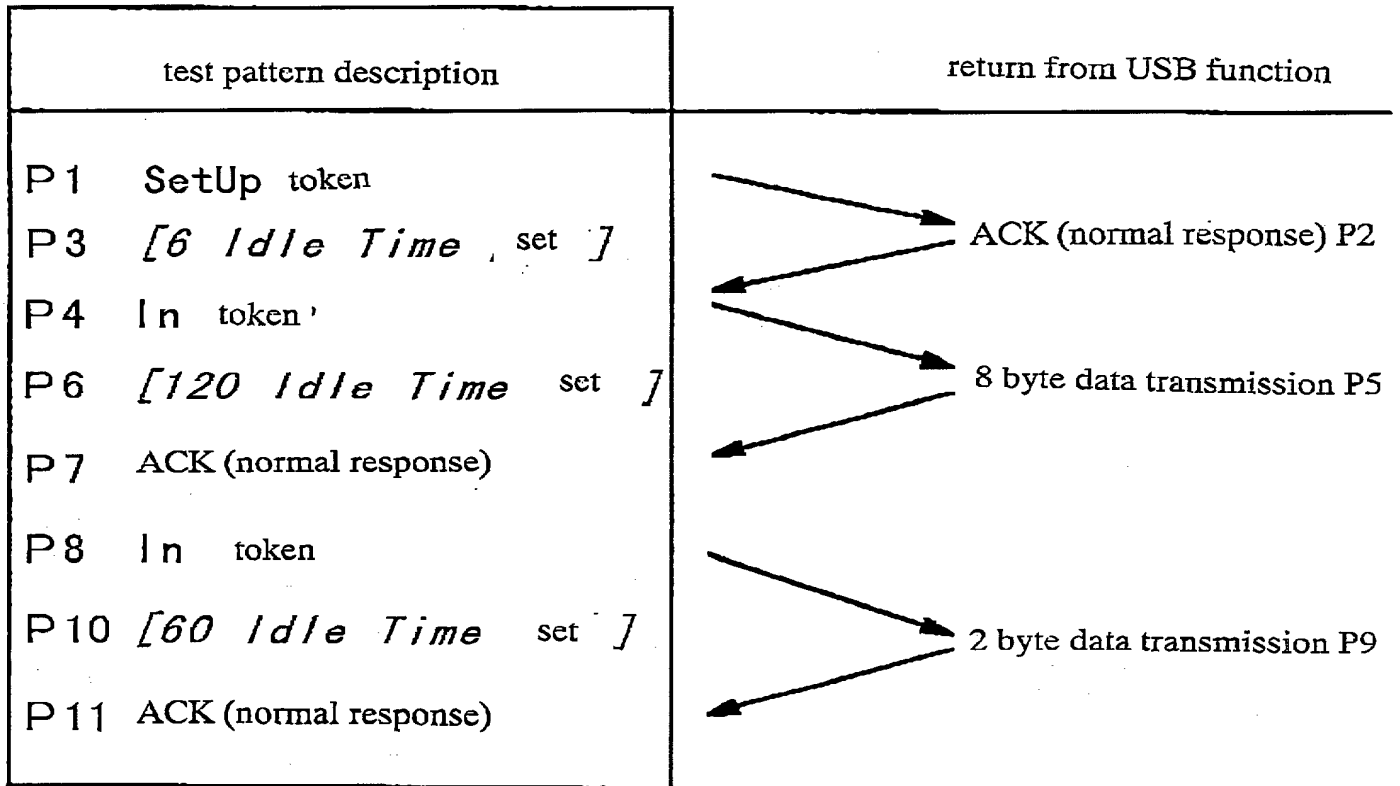 test pattern description
return from USB function
P1 SetUp token
P3 [6 Idle Time set ]
ACK (normal response) P2
P4 In token
P6 [120 Idle Time set ]
8 byte data transmission P5
P7 ACK (normal response)
P8 In token
P10 [60 Idle Time set ]
2 byte data transmission P9
P11 ACK (normal response)